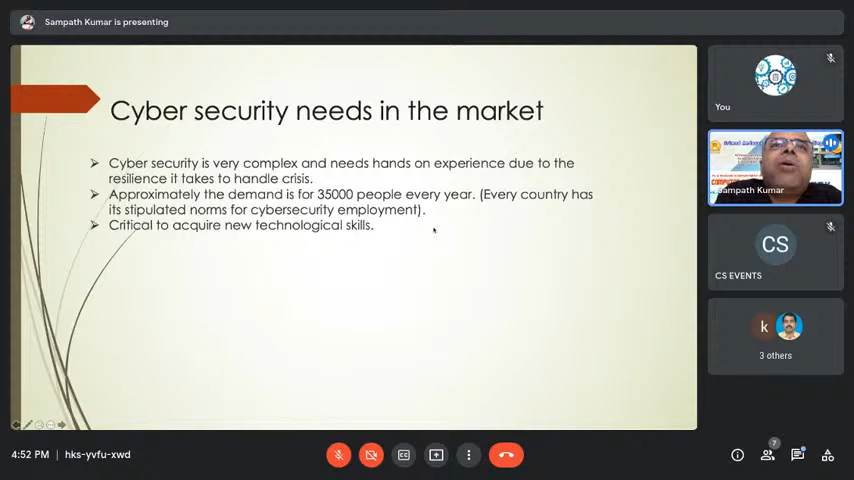 Sampath Kumar is presenting
Cyber security needs in the market
Cyber security is very complex and needs hands on experience due to the
resilience it takes to handle crisis.
Approximately the demand is for 35000 people every year. (Every country has
its stipulated norms for cybersecurity employment).
Critical to acquire new technological skills.
You
Sampath Kumar
CS
CS EVENTS
k
3 others
4:52 PM | hks-yvfu-xwd
7